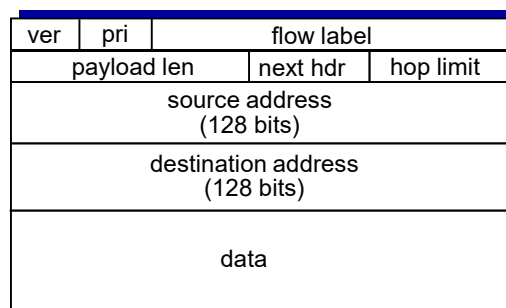 ver pri flow label
payload len next hdr hop limit
source address
(128 bits)
destination address
(128 bits)
data